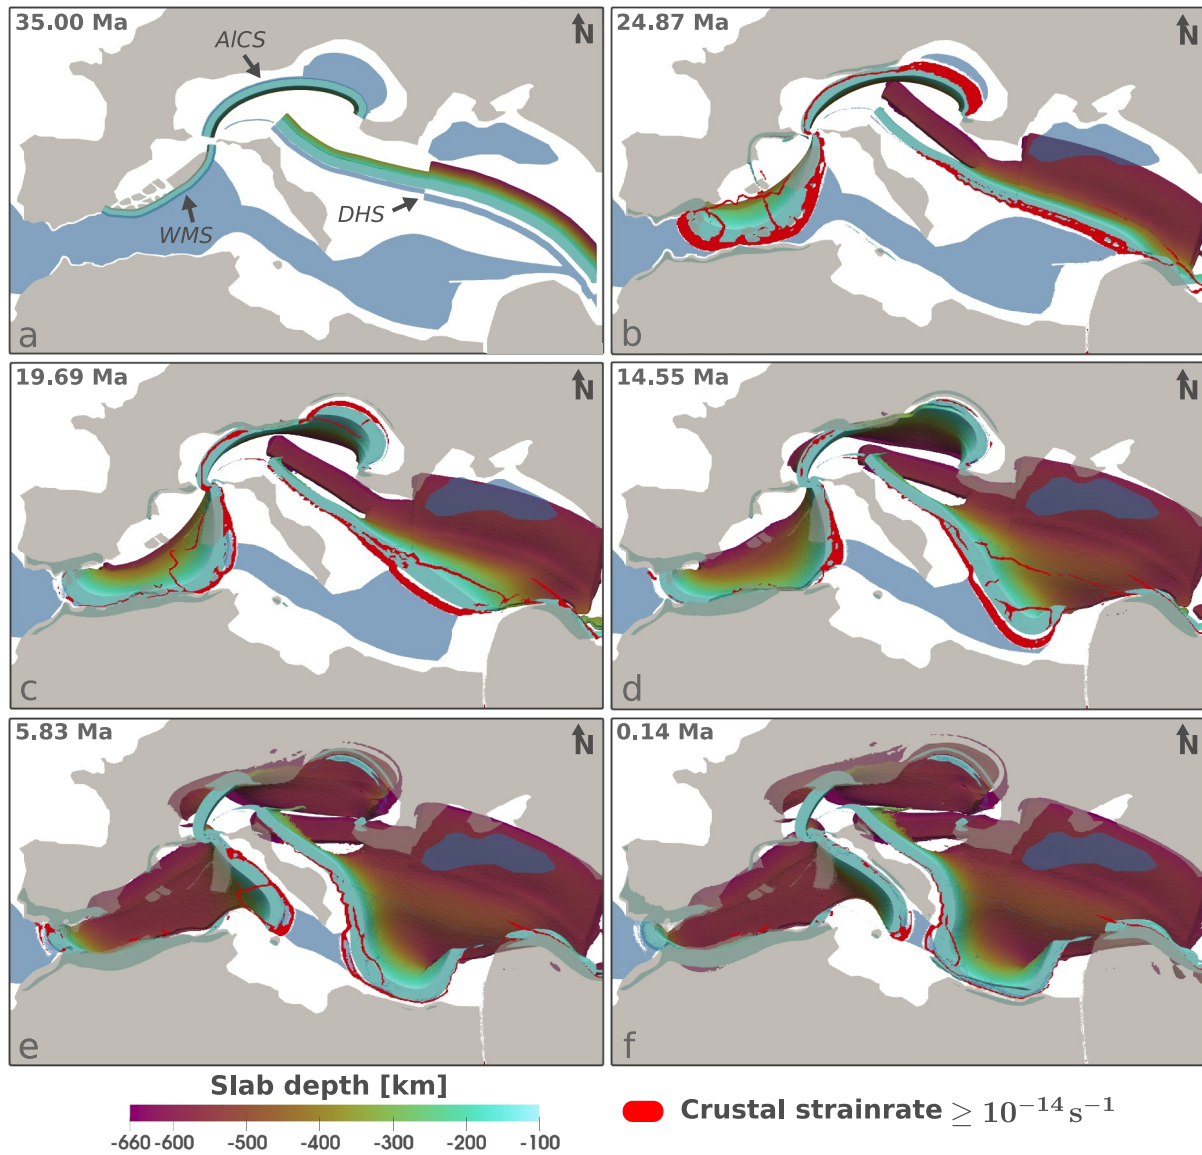 35.00 Ma
AlCS
N
WMS
DHS
a
24.87 Ma
N
b
19.69 Ma
N
c
14.55 Ma
N
d
5.83 Ma
N
e
0.14 Ma
N
f
Slab depth [km]
-660 -600 -500 -400 -300 -200 -100
Crustal strainrate ≥ 10⁻¹⁴ s⁻¹